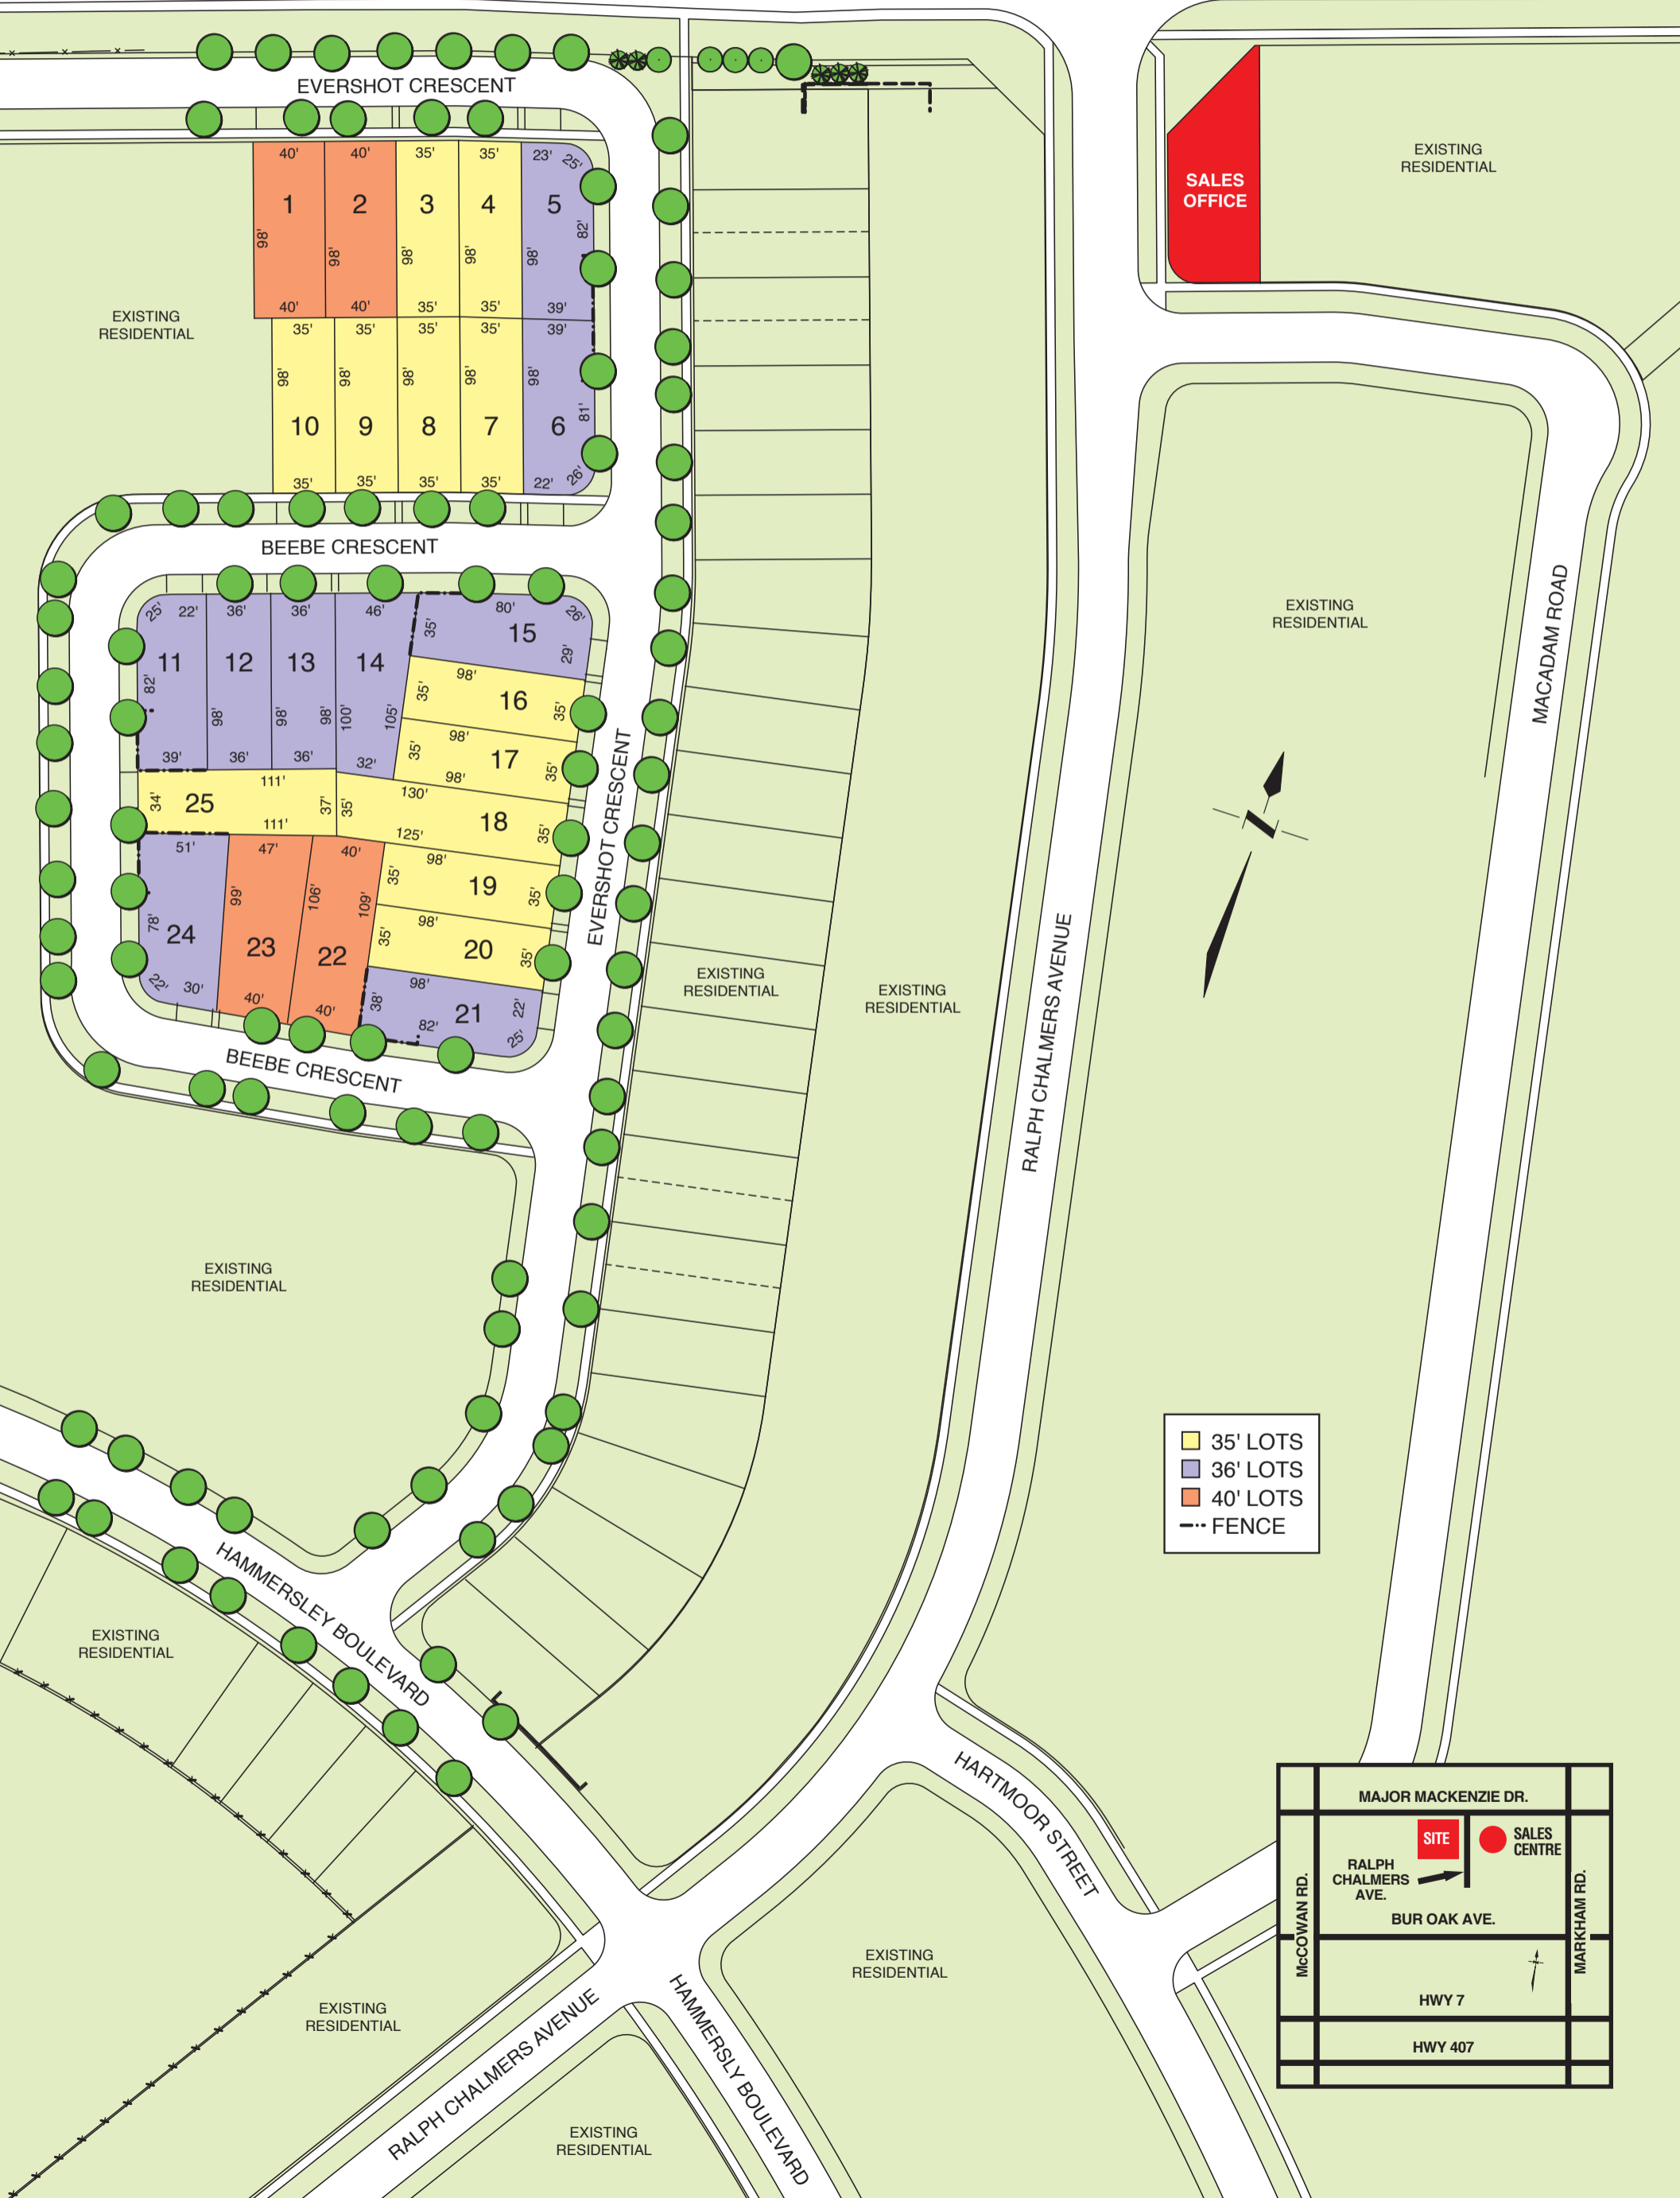 EVERSHOT CRESCENT
40' 40' 35' 35' 23' 25'
1 2 3 4 5
98' 98' 98' 98' 98' 82'
40' 40' 35' 35' 39'
35' 35' 35' 35' 39'
98' 98' 98' 98' 98' 81'
10 9 8 7 6
35' 35' 35' 35' 22' 26'
EXISTING
RESIDENTIAL
SALES
OFFICE
EXISTING
RESIDENTIAL
BEEBE CRESCENT
25' 22' 36' 36' 46' 80' 26'
11 12 13 14 35' 15 29'
82' 98' 98' 98' 100' 105'
39' 36' 36' 32'
98' 35' 16 35'
98' 35' 17 35'
98'
111' 130'
34' 25 37' 35' 18 35'
111' 125'
51' 47' 40' 98'
35' 19 35'
99' 106' 109' 98'
78' 24 23 22 35' 20 35'
22' 30' 40' 40' 98'
38' 21 22'
82' 25'
BEEBE CRESCENT
EVERSHOT CRESCENT
EXISTING
RESIDENTIAL
EXISTING
RESIDENTIAL
RALPH CHALMERS AVENUE
EXISTING
RESIDENTIAL
MACADAM ROAD
N
EXISTING
RESIDENTIAL
35' LOTS
36' LOTS
40' LOTS
FENCE
HAMMERSLEY BOULEVARD
EXISTING
RESIDENTIAL
HARTMOOR STREET
EXISTING
RESIDENTIAL
EXISTING
RESIDENTIAL
RALPH CHALMERS AVENUE
HAMMERSLY BOULEVARD
EXISTING
RESIDENTIAL
MAJOR MACKENZIE DR.
SITE
SALES
CENTRE
RALPH
CHALMERS
AVE.
McCOWAN RD.
MARKHAM RD.
BUR OAK AVE.
HWY 7
HWY 407